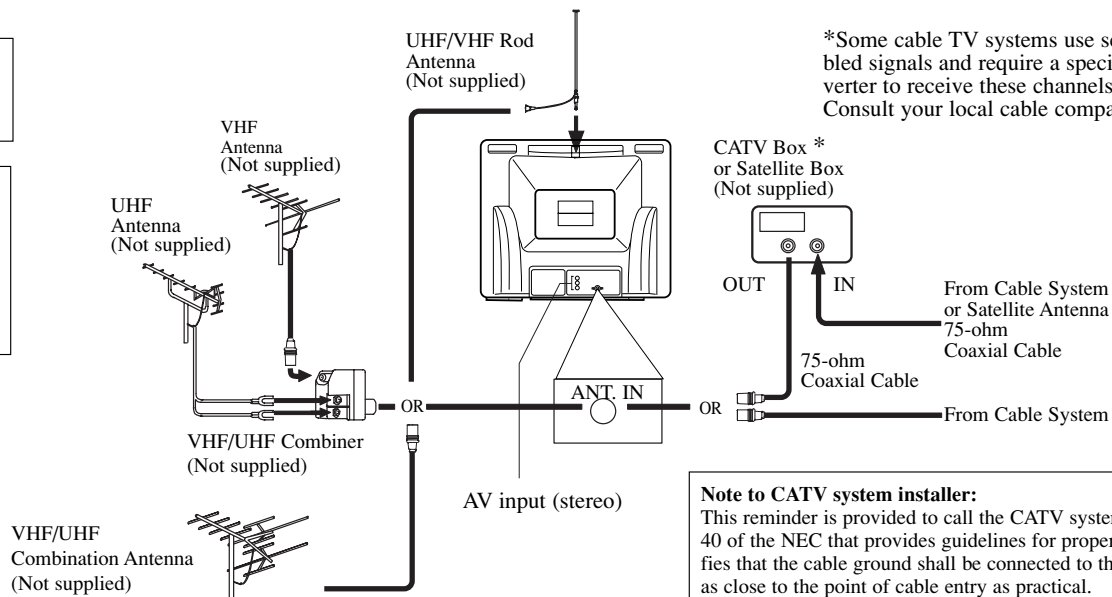 UHF/VHF Rod
Antenna
(Not supplied)
*Some cable TV systems use
bled signals and require a
verter to receive these channels
Consult your local cable
VHF
Antenna
(Not supplied)
CATV Box *
or Satellite Box
(Not supplied)
UHF
Antenna
(Not supplied)
OUT
IN
From Cable System
or Satellite Antenna
75-ohm
Coaxial Cable
75-ohm
Coaxial Cable
ANT. IN
OR
OR
From Cable System
VHF/UHF Combiner
(Not supplied)
AV input (stereo)
VHF/UHF
Combination Antenna
(Not supplied)
Note to CATV system installer:
This reminder is provided to call the CATV
40 of the NEC that provides guidelines for
fies that the cable ground shall be connected to
as close to the point of cable entry as practical.